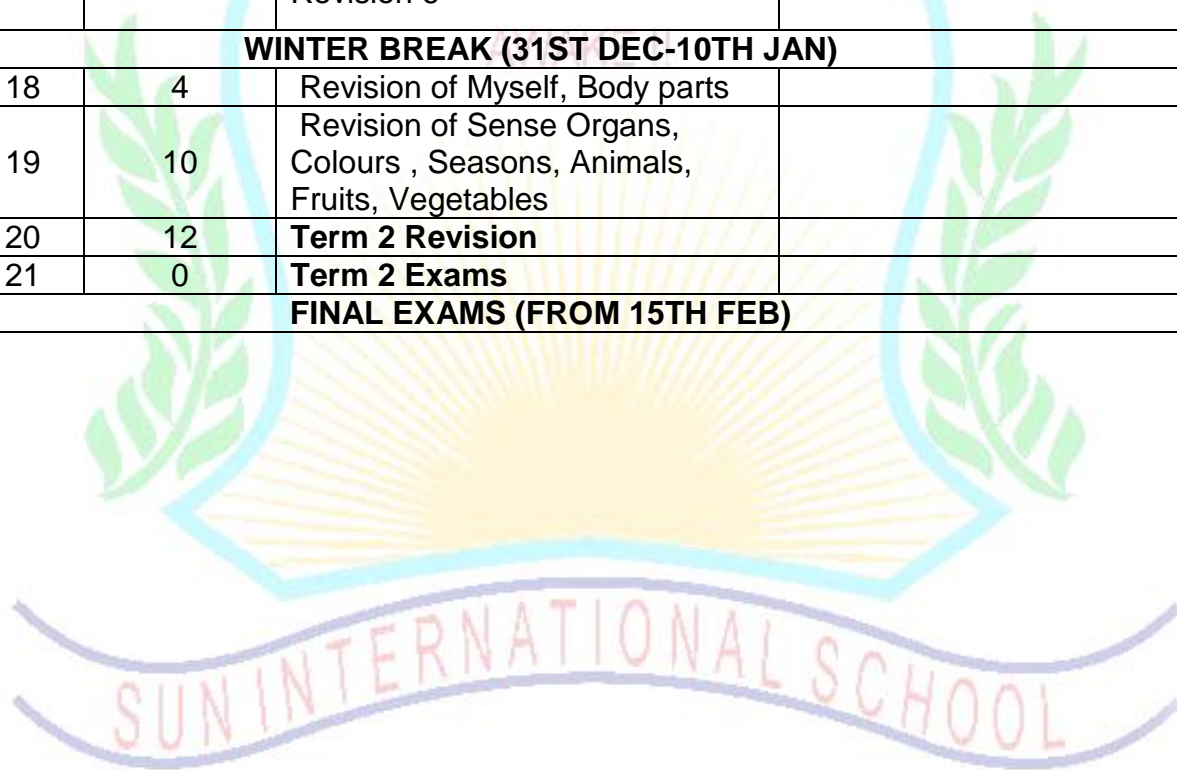 Revision
WINTER BREAK (31ST DEC-10TH JAN)
18 4 Revision of Myself, Body parts
19 10 Revision of Sense Organs,
Colours , Seasons, Animals,
Fruits, Vegetables
20 12 Term 2 Revision
21 0 Term 2 Exams
FINAL EXAMS (FROM 15TH FEB)
SUN INTERNATIONAL SCHOOL